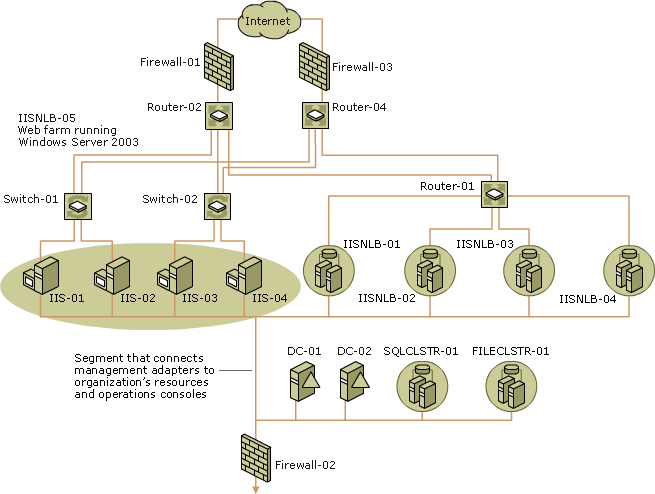 Internet
Firewall-01
Firewall-03
Router-02
Router-04
IISNLB-05
Web farm running
Windows Server 2003
Switch-01
Switch-02
Router-01
IISNLB-01
IISNLB-03
IIS-01
IIS-02
IIS-03
IIS-04
IISNLB-02
IISNLB-04
Segment that connects
management adapters to
organization's resources
and operations consoles
DC-01
DC-02
SQLCLSTR-01
FILECLSTR-01
Firewall-02